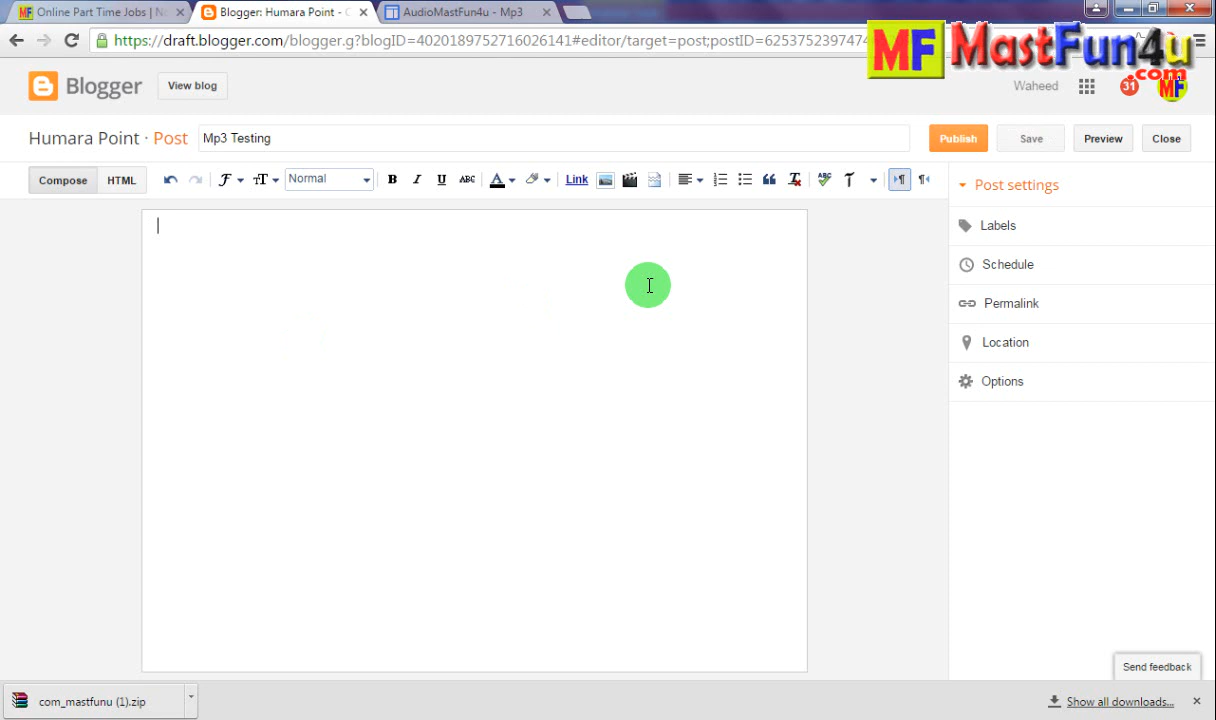 Online Part Time Jobs | No
Blogger: Humara Point - C
AudioMastFun4u - Mp3
https://draft.blogger.com/blogger.g?blogID=4020189752716026141#editor/target=post;postID=6253752397474
MF MastFun4u
.com
Blogger
View blog
Waheed
31
MF
Humara Point · Post
Mp3 Testing
Publish
Save
Preview
Close
Compose
HTML
Normal
B
I
U
ABC
A
Link
ABC
Post settings
Labels
Schedule
Permalink
Location
Options
Send feedback
com_mastfunu (1).zip
Show all downloads...